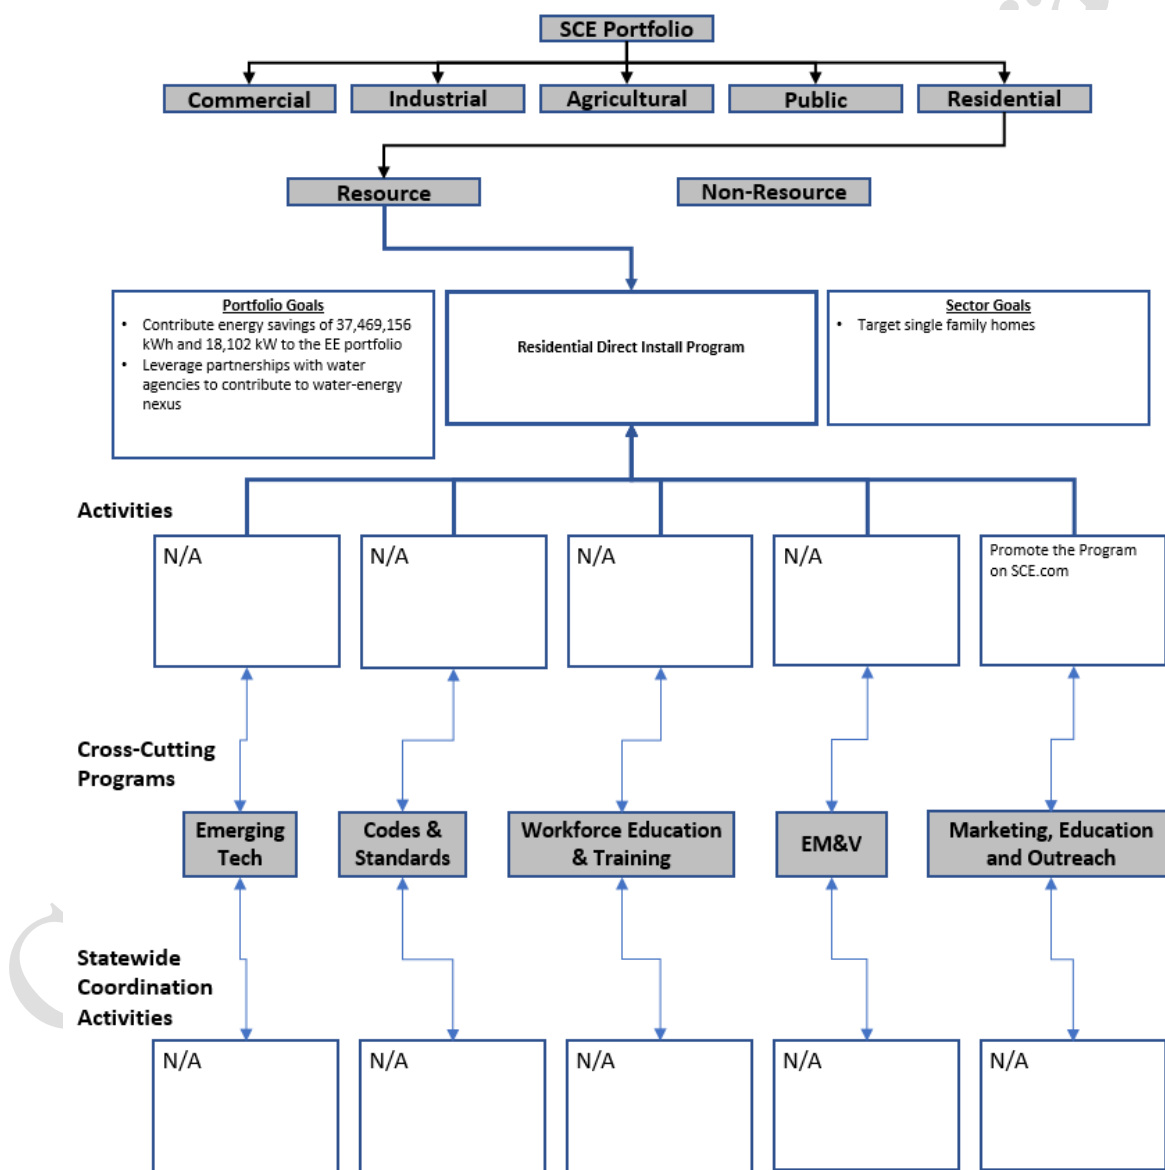 SCE Portfolio
Commercial
Industrial
Agricultural
Public
Residential
Resource
Non-Resource
Portfolio Goals
• Contribute energy savings of 37,469,156
kWh and 18,102 kW to the EE portfolio
• Leverage partnerships with water
agencies to contribute to water-energy
nexus
Residential Direct Install Program
Sector Goals
• Target single family homes
Activities
N/A
N/A
N/A
N/A
Promote the Program
on SCE.com
Cross-Cutting
Programs
Emerging
Tech
Codes &
Standards
Workforce Education
& Training
EM&V
Marketing, Education
and Outreach
Statewide
Coordination
Activities
N/A
N/A
N/A
N/A
N/A